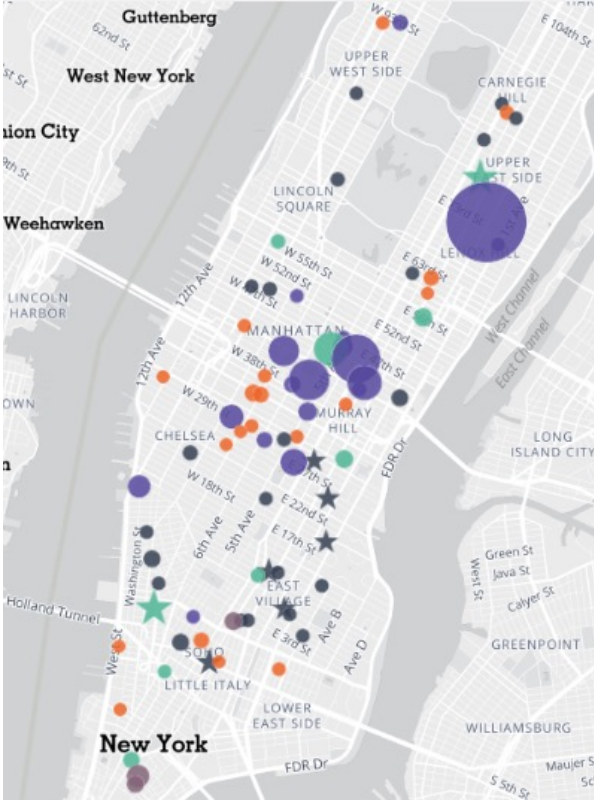 Guttenberg
62nd St
West New York
UPPER
WEST SIDE
E 104th St
CARNEGIE
HILL
Union City
UPPER
EAST SIDE
LINCOLN
SQUARE
Weehawken
1st Ave
LENOX HILL
W 55th St
W 52nd St
E 63rd St
12th Ave
LINCOLN
HARBOR
MANHATTAN
E 52nd St
West Channel
East Channel
12th Ave
W 38th St
W 29th
MURRAY
HILL
CHELSEA
FDR Dr
LONG
ISLAND CITY
W 18th St
E 22nd St
6th Ave
5th Ave
E 17th St
Washington St
Green St
Java St
West St
Calyer St
EAST
VILLAGE
Holland Tunnel
Ave B
E 3rd St
Ave D
West St
SOHO
LITTLE ITALY
GREENPOINT
LOWER
EAST SIDE
WILLIAMSBURG
New York
FDR Dr
Maujer S
S 5th St